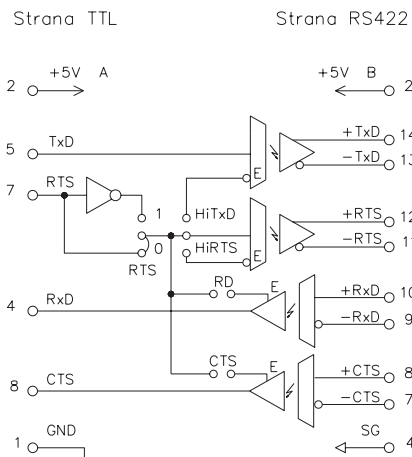 Strana TTL Strana RS422
2 +5V A +5V B 2
5 TxD +TxD 14
E −TxD 13
7 RTS
1 HiTxD +RTS 12
0 HiRTS E −RTS 11
RTS
RD E +RxD 10
4 RxD −RxD 9
CTS E +CTS 8
8 CTS −CTS 7
1 GND SG 4